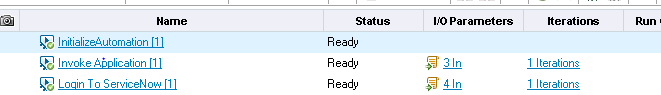 Name Status I/O Parameters Iterations Run
InitializeAutomation [1] Ready
Invoke Application [1] Ready 3 In 1 Iterations
Login To ServiceNow [1] Ready 4 In 1 Iterations